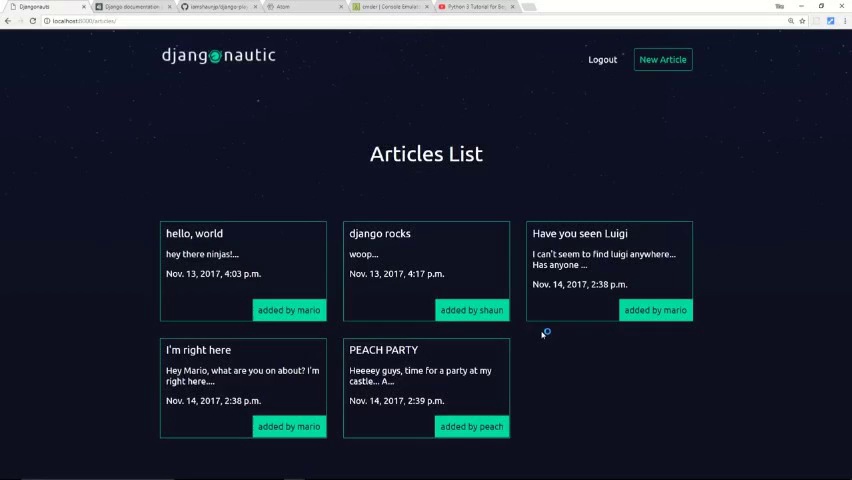 Djangonautic
Django documentation
iamshaunjp/django-play
Atom
cmder | Console Emula
Python 3 Tutorial for Be
localhost:8000/articles/
djangonautic
Logout
New Article
Articles List
hello, world
hey there ninjas!...
Nov. 13, 2017, 4:03 p.m.
added by mario
django rocks
woop...
Nov. 13, 2017, 4:17 p.m.
added by shaun
Have you seen Luigi
I can't seem to find luigi anywhere...
Has anyone ...
Nov. 14, 2017, 2:38 p.m.
added by mario
I'm right here
Hey Mario, what are you on about? I'm
right here....
Nov. 14, 2017, 2:38 p.m.
added by mario
PEACH PARTY
Heeeey guys, time for a party at my
castle... A...
Nov. 14, 2017, 2:39 p.m.
added by peach